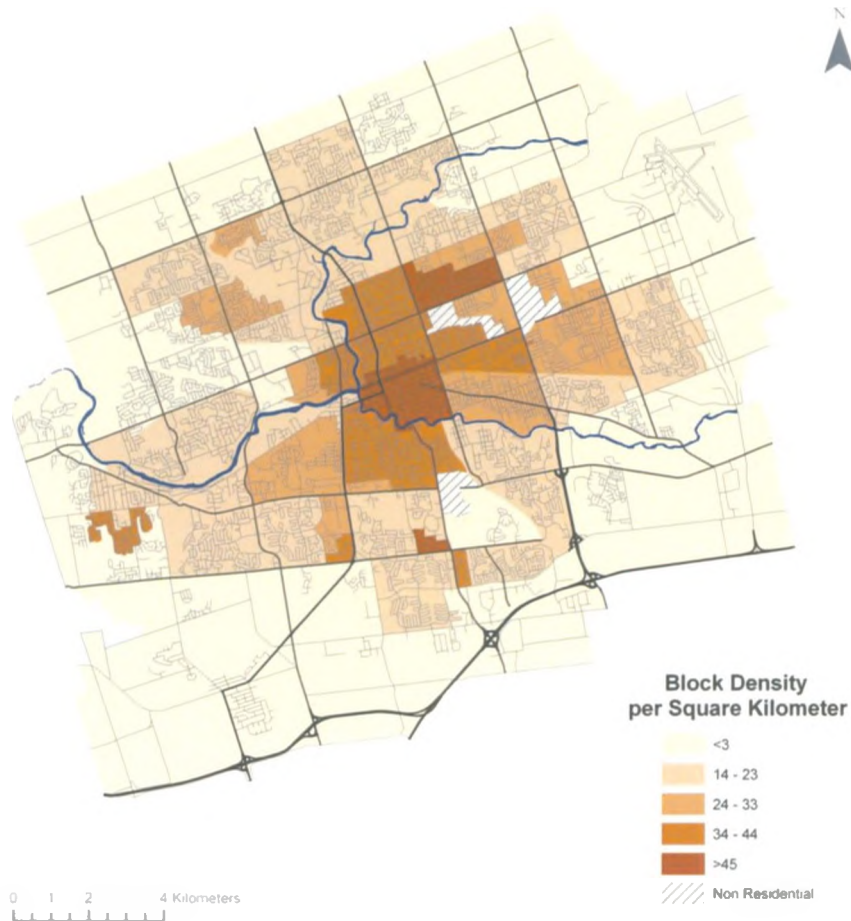 N
Block Density
per Square Kilometer
<3
14 - 23
24 - 33
34 - 44
>45
Non Residential
0 1 2 4 Kilometers